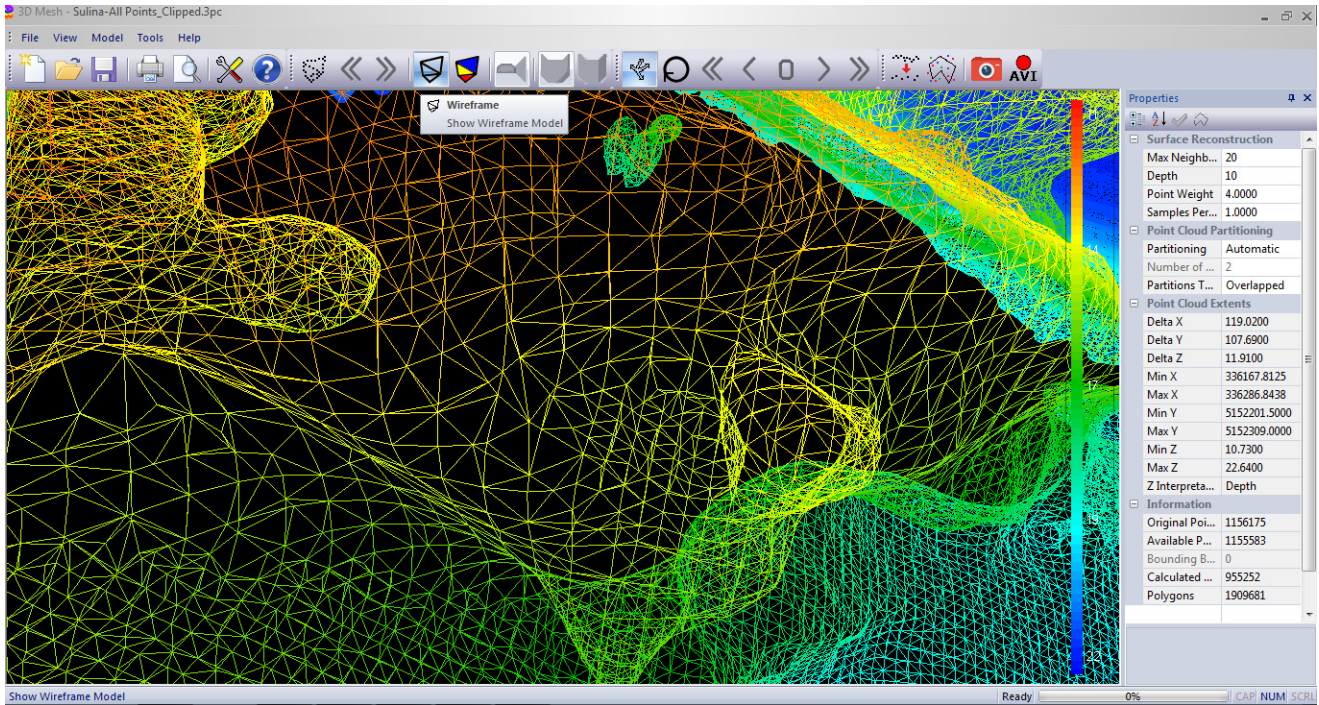 3D Mesh - Sulina-All Points_Clipped.3pc
File View Model Tools Help
AVI
Wireframe
Show Wireframe Model
17
22
Properties
Surface Reconstruction
Max Neighb... 20
Depth 10
Point Weight 4.0000
Samples Per... 1.0000
Point Cloud Partitioning
Partitioning Automatic
Number of ... 2
Partitions T... Overlapped
Point Cloud Extents
Delta X 119.0200
Delta Y 107.6900
Delta Z 11.9100
Min X 336167.8125
Max X 336286.8438
Min Y 5152201.5000
Max Y 5152309.0000
Min Z 10.7300
Max Z 22.6400
Z Interpreta... Depth
Information
Original Poi... 1156175
Available P... 1155583
Bounding B... 0
Calculated ... 955252
Polygons 1909681
Show Wireframe Model
Ready 0% CAP NUM SCRL